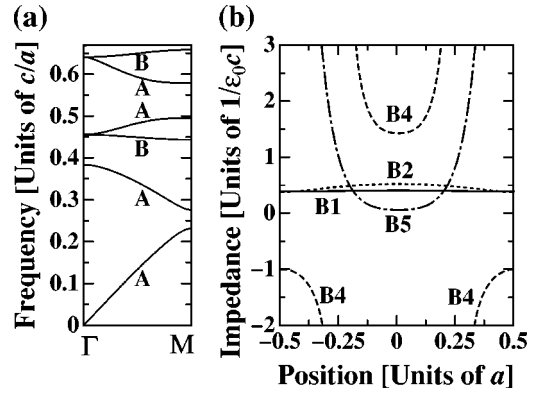 (a)
(b)
Frequency [Units of c/a]
0.6
0.5
0.4
0.3
0.2
0.1
0
B
A
A
B
A
A
Γ
M
Impedance [Units of 1/ε₀c]
3
2
1
0
−1
−2
B4
B2
B1
B5
B4
B4
−0.5
−0.25
0
0.25
0.5
Position [Units of a]